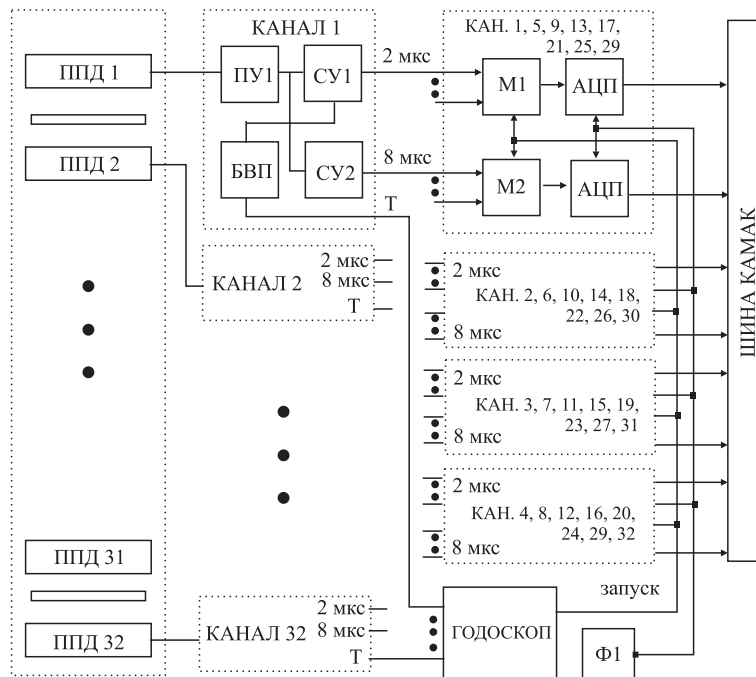 ППД 1
ППД 2
ППД 31
ППД 32
КАНАЛ 1
ПУ1
СУ1
БВП
СУ2
2 мкс
8 мкс
Т
КАНАЛ 2
2 мкс
8 мкс
Т
КАНАЛ 32
2 мкс
8 мкс
Т
КАН. 1, 5, 9, 13, 17,
21, 25, 29
М1
АЦП
М2
АЦП
2 мкс
КАН. 2, 6, 10, 14, 18,
22, 26, 30
8 мкс
2 мкс
КАН. 3, 7, 11, 15, 19,
23, 27, 31
8 мкс
2 мкс
КАН. 4, 8, 12, 16, 20,
24, 29, 32
8 мкс
ГОДОСКОП
запуск
Ф1
ШИНА КАМАК